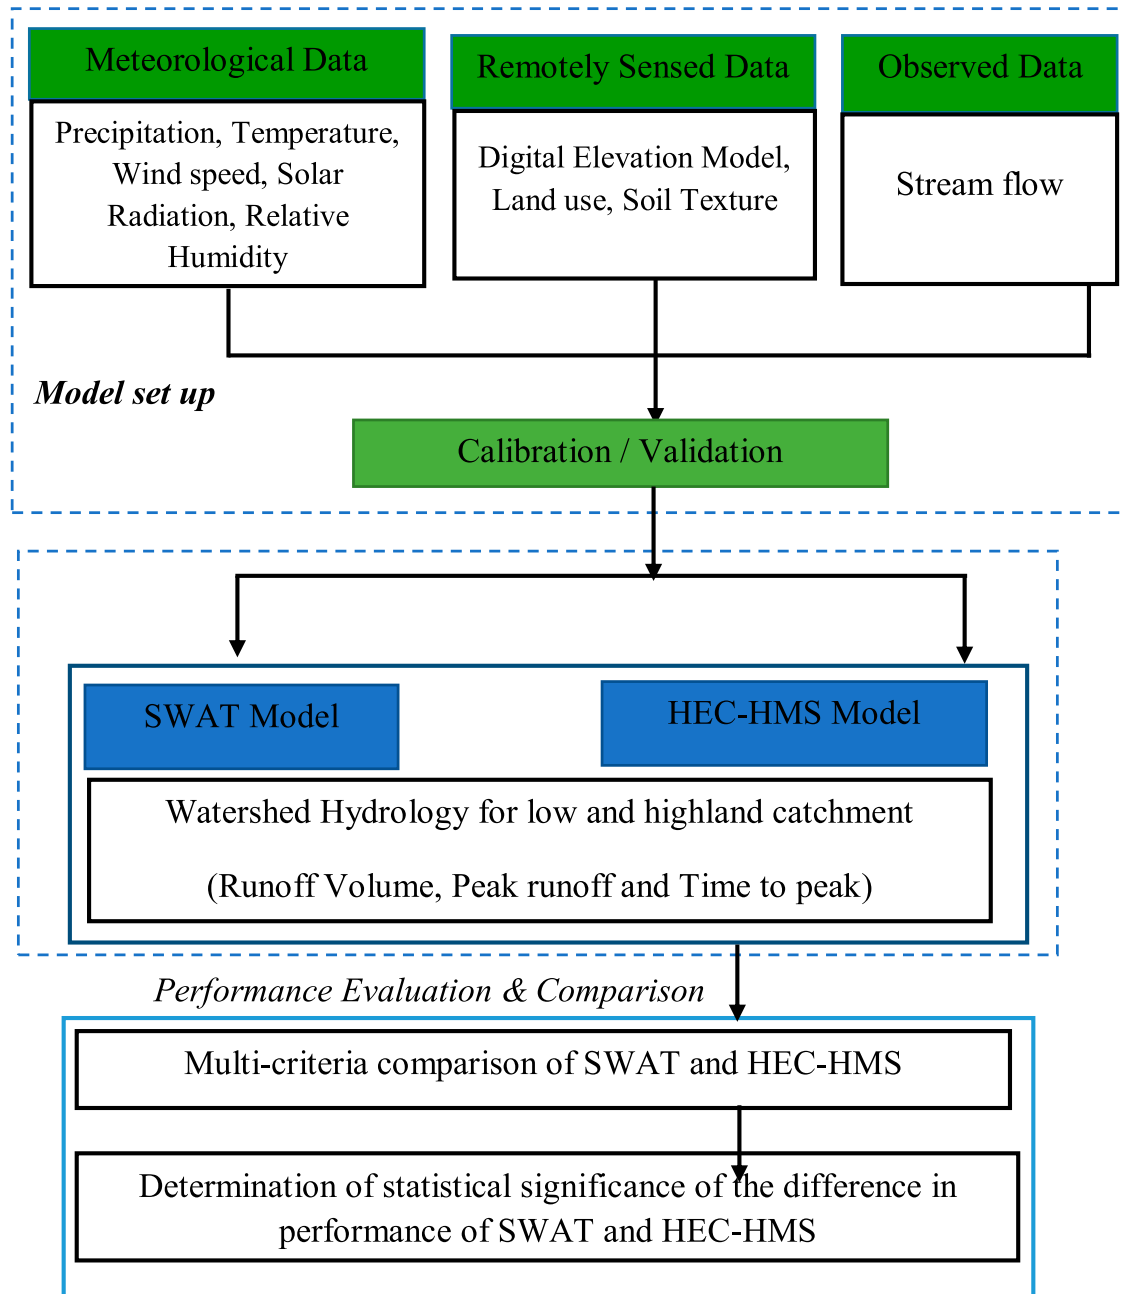 Meteorological Data
Precipitation, Temperature,
Wind speed, Solar
Radiation, Relative
Humidity
Remotely Sensed Data
Digital Elevation Model,
Land use, Soil Texture
Observed Data
Stream flow
Model set up
Calibration / Validation
SWAT Model
HEC-HMS Model
Watershed Hydrology for low and highland catchment
(Runoff Volume, Peak runoff and Time to peak)
Performance Evaluation & Comparison
Multi-criteria comparison of SWAT and HEC-HMS
Determination of statistical significance of the difference in
performance of SWAT and HEC-HMS